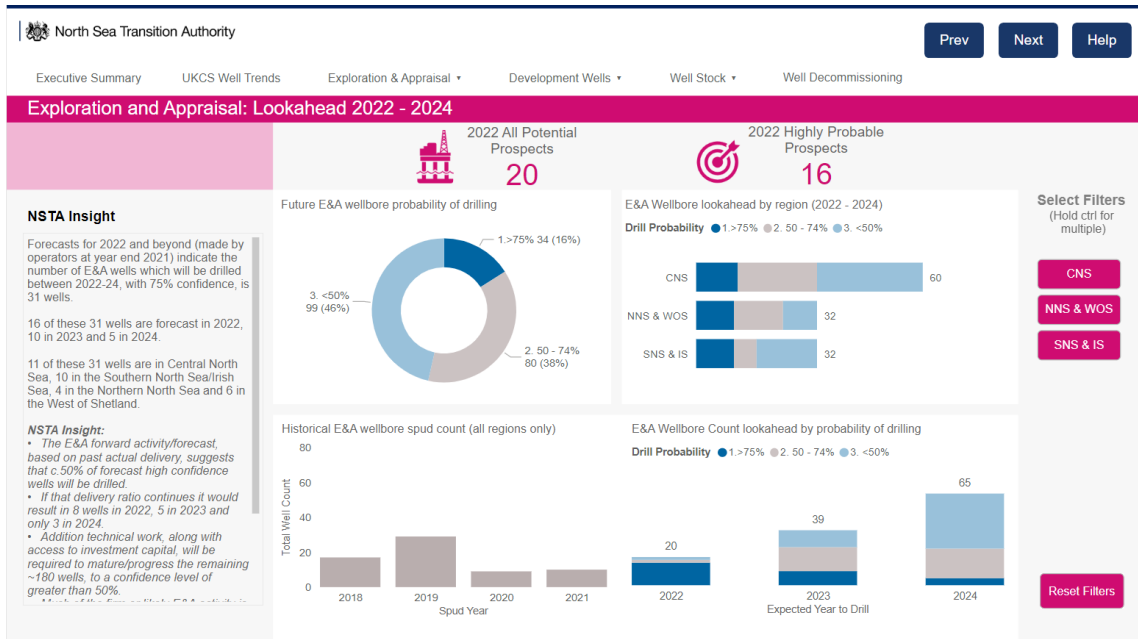 North Sea Transition Authority
Prev
Next
Help
Executive Summary
UKCS Well Trends
Exploration & Appraisal
Development Wells
Well Stock
Well Decommissioning
Exploration and Appraisal: Lookahead 2022 - 2024
2022 All Potential
Prospects
20
2022 Highly Probable
Prospects
16
NSTA Insight
Forecasts for 2022 and beyond (made by
operators at year end 2021) indicate the
number of E&A wells which will be drilled
between 2022-24, with 75% confidence, is
31 wells.
16 of these 31 wells are forecast in 2022,
10 in 2023 and 5 in 2024.
11 of these 31 wells are in Central North
Sea, 10 in the Southern North Sea/Irish
Sea, 4 in the Northern North Sea and 6 in
the West of Shetland.
NSTA Insight:
• The E&A forward activity/forecast,
based on past actual delivery, suggests
that c.50% of forecast high confidence
wells will be drilled.
• If that delivery ratio continues it would
result in 8 wells in 2022, 5 in 2023 and
only 3 in 2024.
• Addition technical work, along with
access to investment capital, will be
required to mature/progress the remaining
~180 wells, to a confidence level of
greater than 50%.
Future E&A wellbore probability of drilling
1.>75% 34 (16%)
3. <50%
99 (46%)
2. 50 - 74%
80 (38%)
E&A Wellbore lookahead by region (2022 - 2024)
Drill Probability 1.>75% 2. 50 - 74% 3. <50%
CNS 60
NNS & WOS 32
SNS & IS 32
Select Filters
(Hold ctrl for
multiple)
CNS
NNS & WOS
SNS & IS
Historical E&A wellbore spud count (all regions only)
Total Well Count
80
60
40
20
0
2018 2019 2020 2021
Spud Year
E&A Wellbore Count lookahead by probability of drilling
Drill Probability 1.>75% 2. 50 - 74% 3. <50%
20 39 65
2022 2023 2024
Expected Year to Drill
Reset Filters